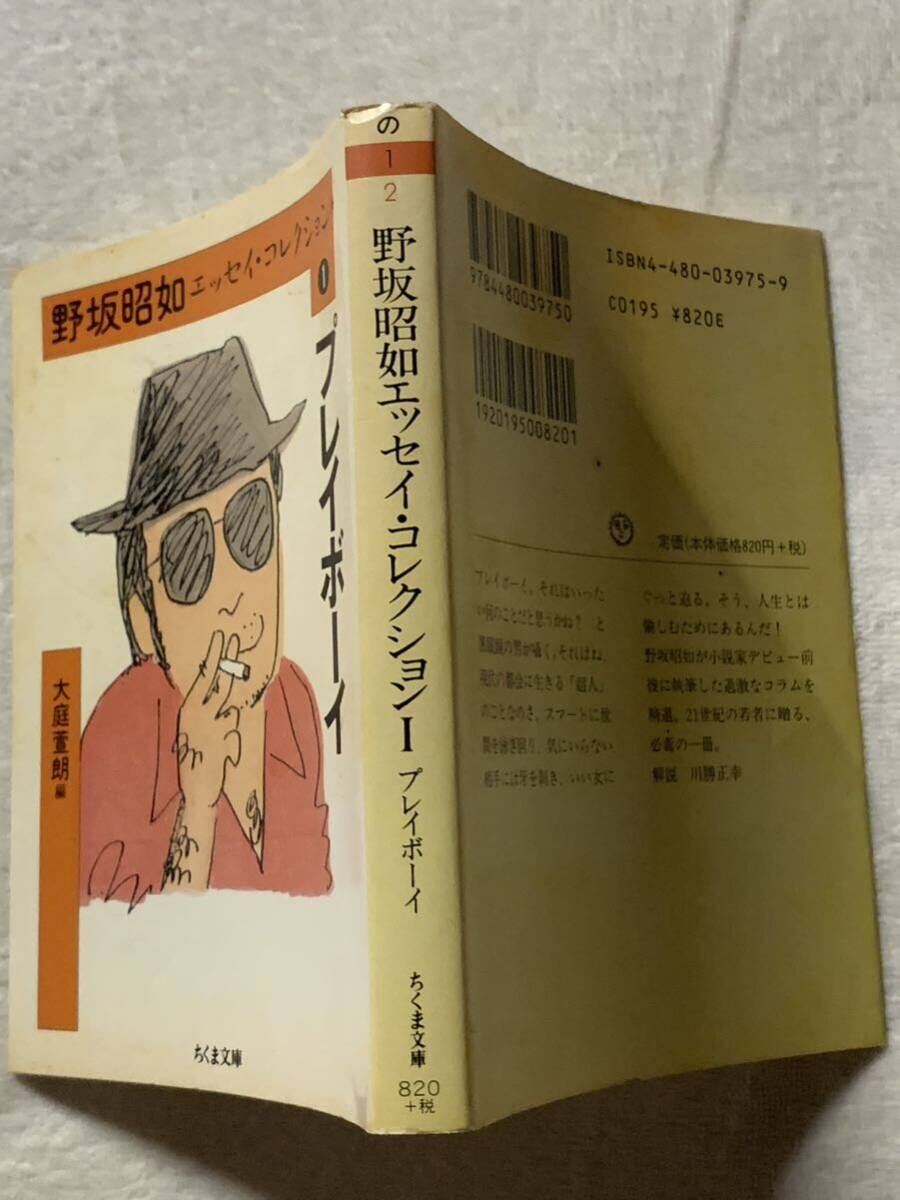 野坂昭如エッセイ・コレクション
1
プレイボーイ
大庭萱朗 編
ちくま文庫
の
1
2
野坂昭如エッセイ・コレクションⅠ プレイボーイ
ちくま文庫
820
+税
9784480039750
1920195008201
ISBN4-480-03975-9
C0195 ¥820E
定価(本体価格820円+税)
プレイボーイ。それはいった
い何のことだと思うかね? と
黒眼鏡の男が囁く。それはね、
現代の都会に生きる「超人」
のことなのさ。スマートに世
間を泳ぎ回り、気にいらない
相手には牙を剥き、いい女に
ぐっと迫る。そう、人生とは
愉しむためにあるんだ!
野坂昭如が小説家デビュー前
後に執筆した過激なコラムを
精選。21世紀の若者に贈る、
必義の一冊。
解説 川勝正幸